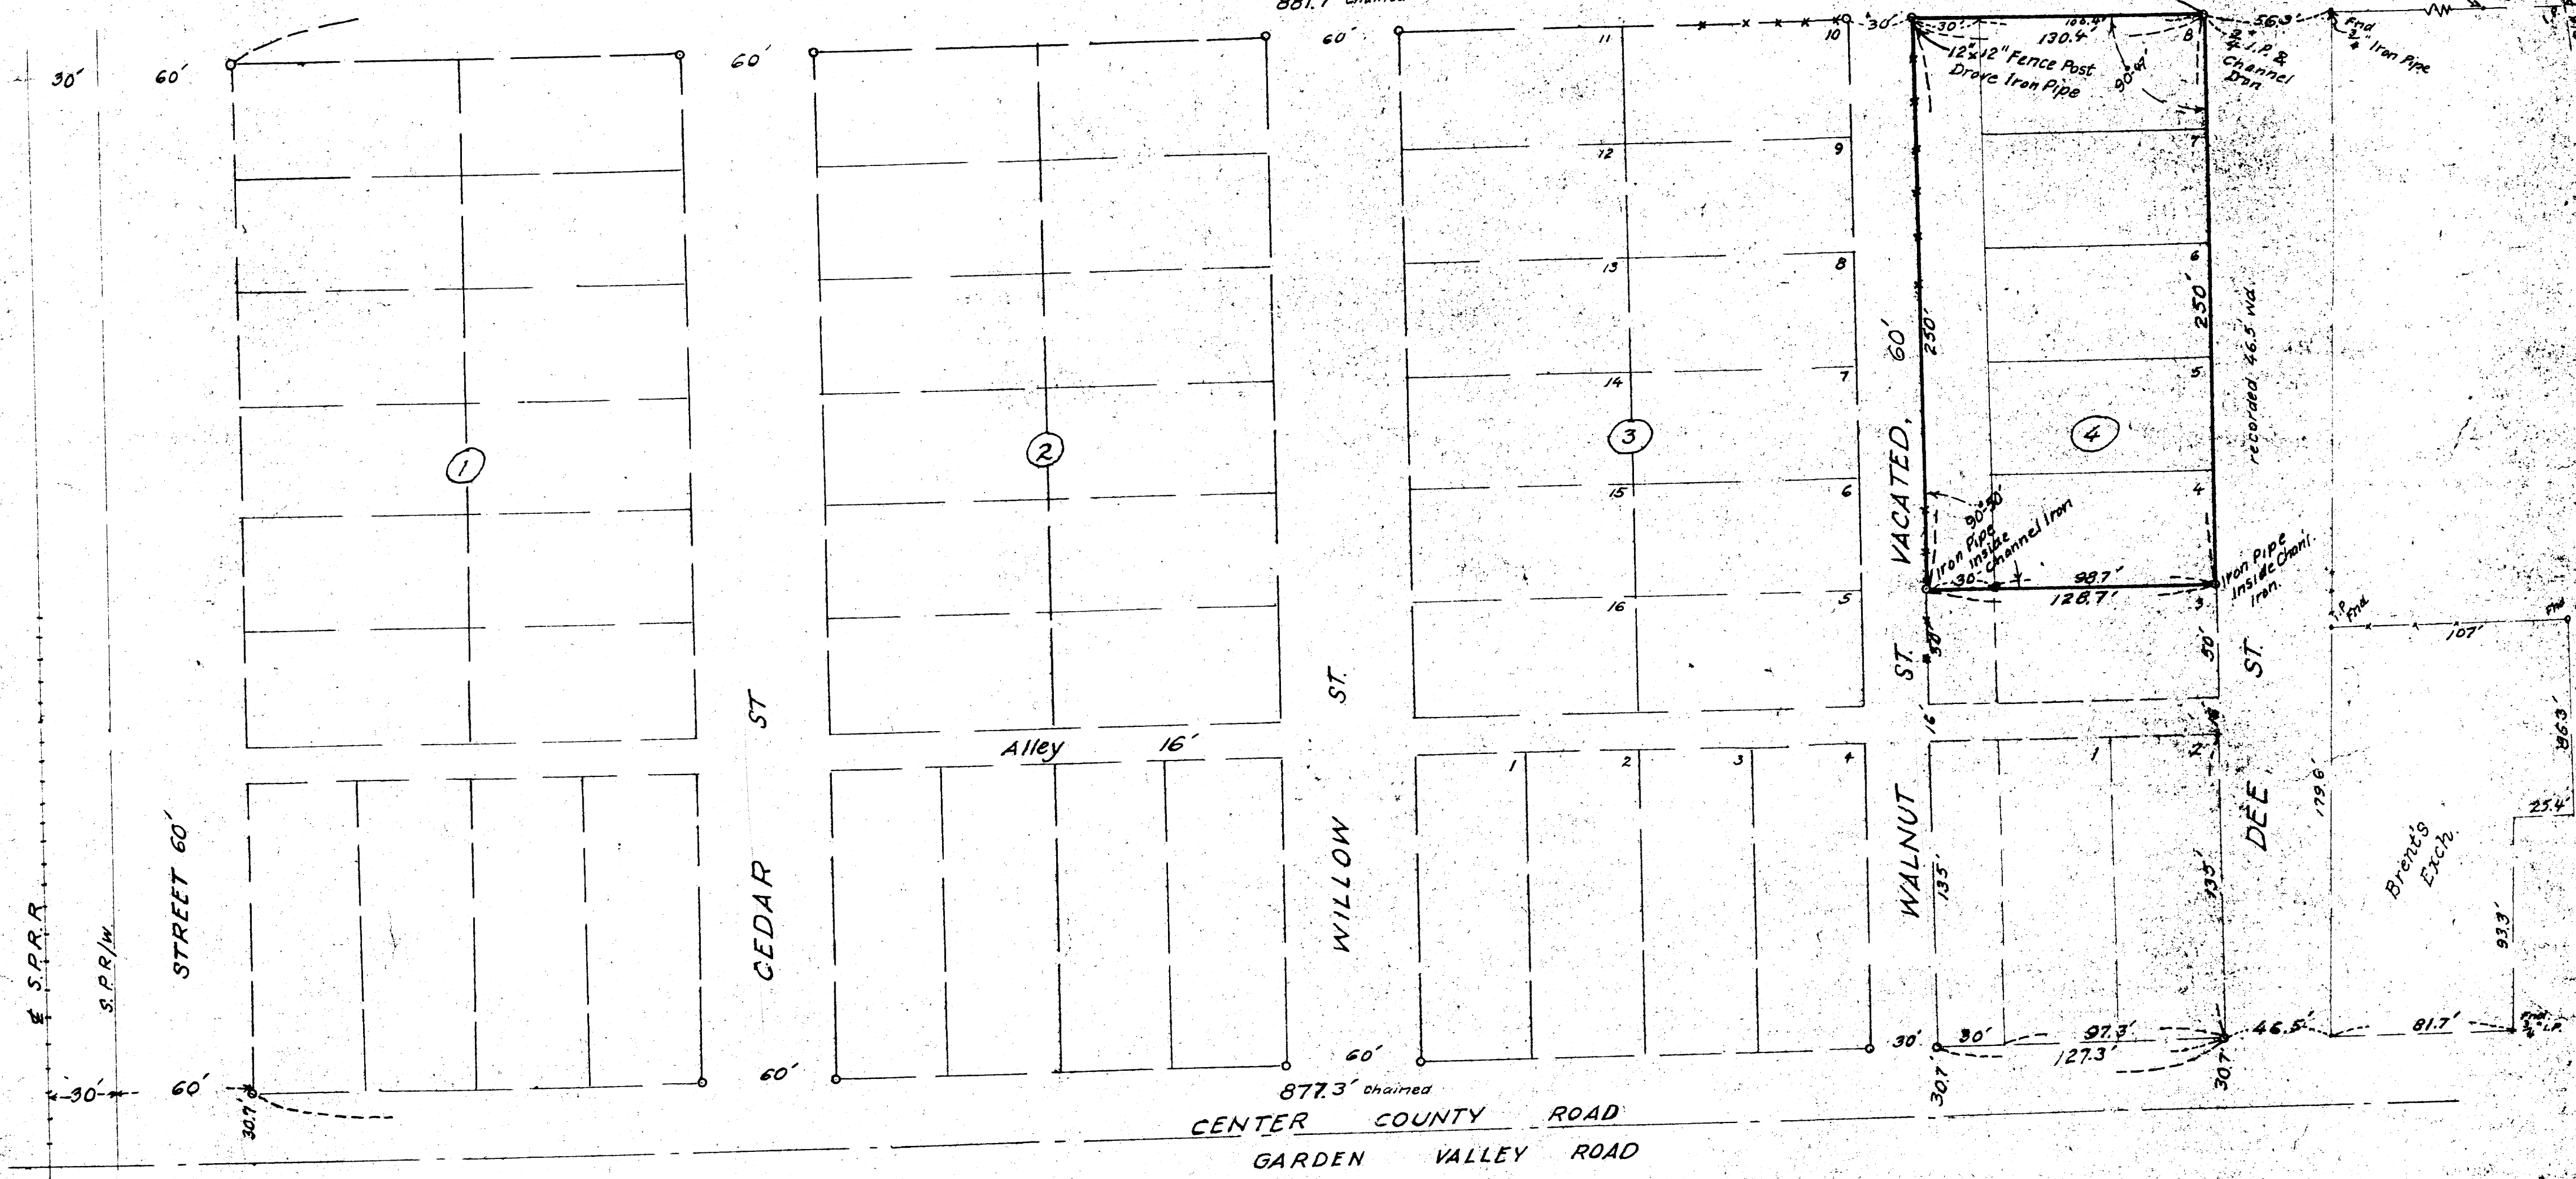 881.7' chained
30'
60'
60'
60'
11
10
30'
30'
100.4'
130.4'
8
56.3'
Fnd
3/4" Iron Pipe
12"x12" Fence Post
Drove Iron Pipe
3/4" I.P. &
Channel
Iron
12
9
7
13
8
6
14
7
5
15
6
4
16
5
3
1
2
3
4
VACATED, 60'
250'
250'
recorded 46.5' wd.
90°-50'
Iron Pipe
Inside
Channel Iron
30'
98.7'
128.7'
Iron Pipe
Inside Chanl.
Iron.
I.P.
Fnd
107'
Fnd
50'
50'
ST
ST.
ST.
ST.
Alley 16'
16'
16'
1
2
3
4
1
2
96.3'
25.4'
179.6'
93.3'
Brent's
Exch.
℄ S.P.R.R.
S.P. R/W
STREET 60'
CEDAR
WILLOW
WALNUT
135'
135'
DEE
30'
60'
30.7'
60'
60'
30'
30'
97.3'
127.3'
46.5'
81.7'
Fnd
3/4" I.P.
30.7'
30.7'
877.3' chained
CENTER COUNTY ROAD
GARDEN VALLEY ROAD